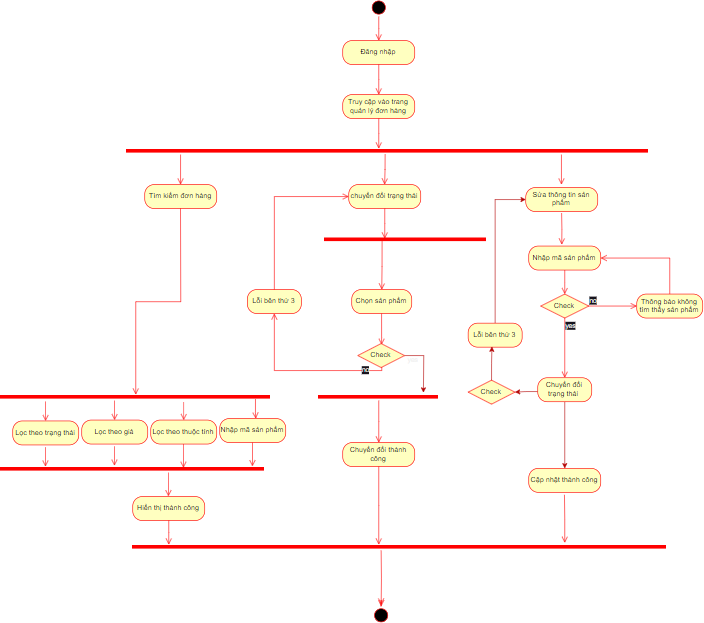 Đăng nhập
Truy cập vào trang
quản lý đơn hàng
Tìm kiếm đơn hàng
chuyển đổi trạng thái
Sửa thông tin sản
phẩm
Nhập mã sản phẩm
Lỗi bên thứ 3
Chọn sản phẩm
Check
no
Thông báo không
tìm thấy sản phẩm
yes
Lỗi bên thứ 3
Check
no
Check
Chuyển đổi
trạng thái
Lọc theo trạng thái
Lọc theo giá
Lọc theo thuộc tính
Nhập mã sản phẩm
Chuyển đổi thành
công
Cập nhật thành công
Hiển thị thành công